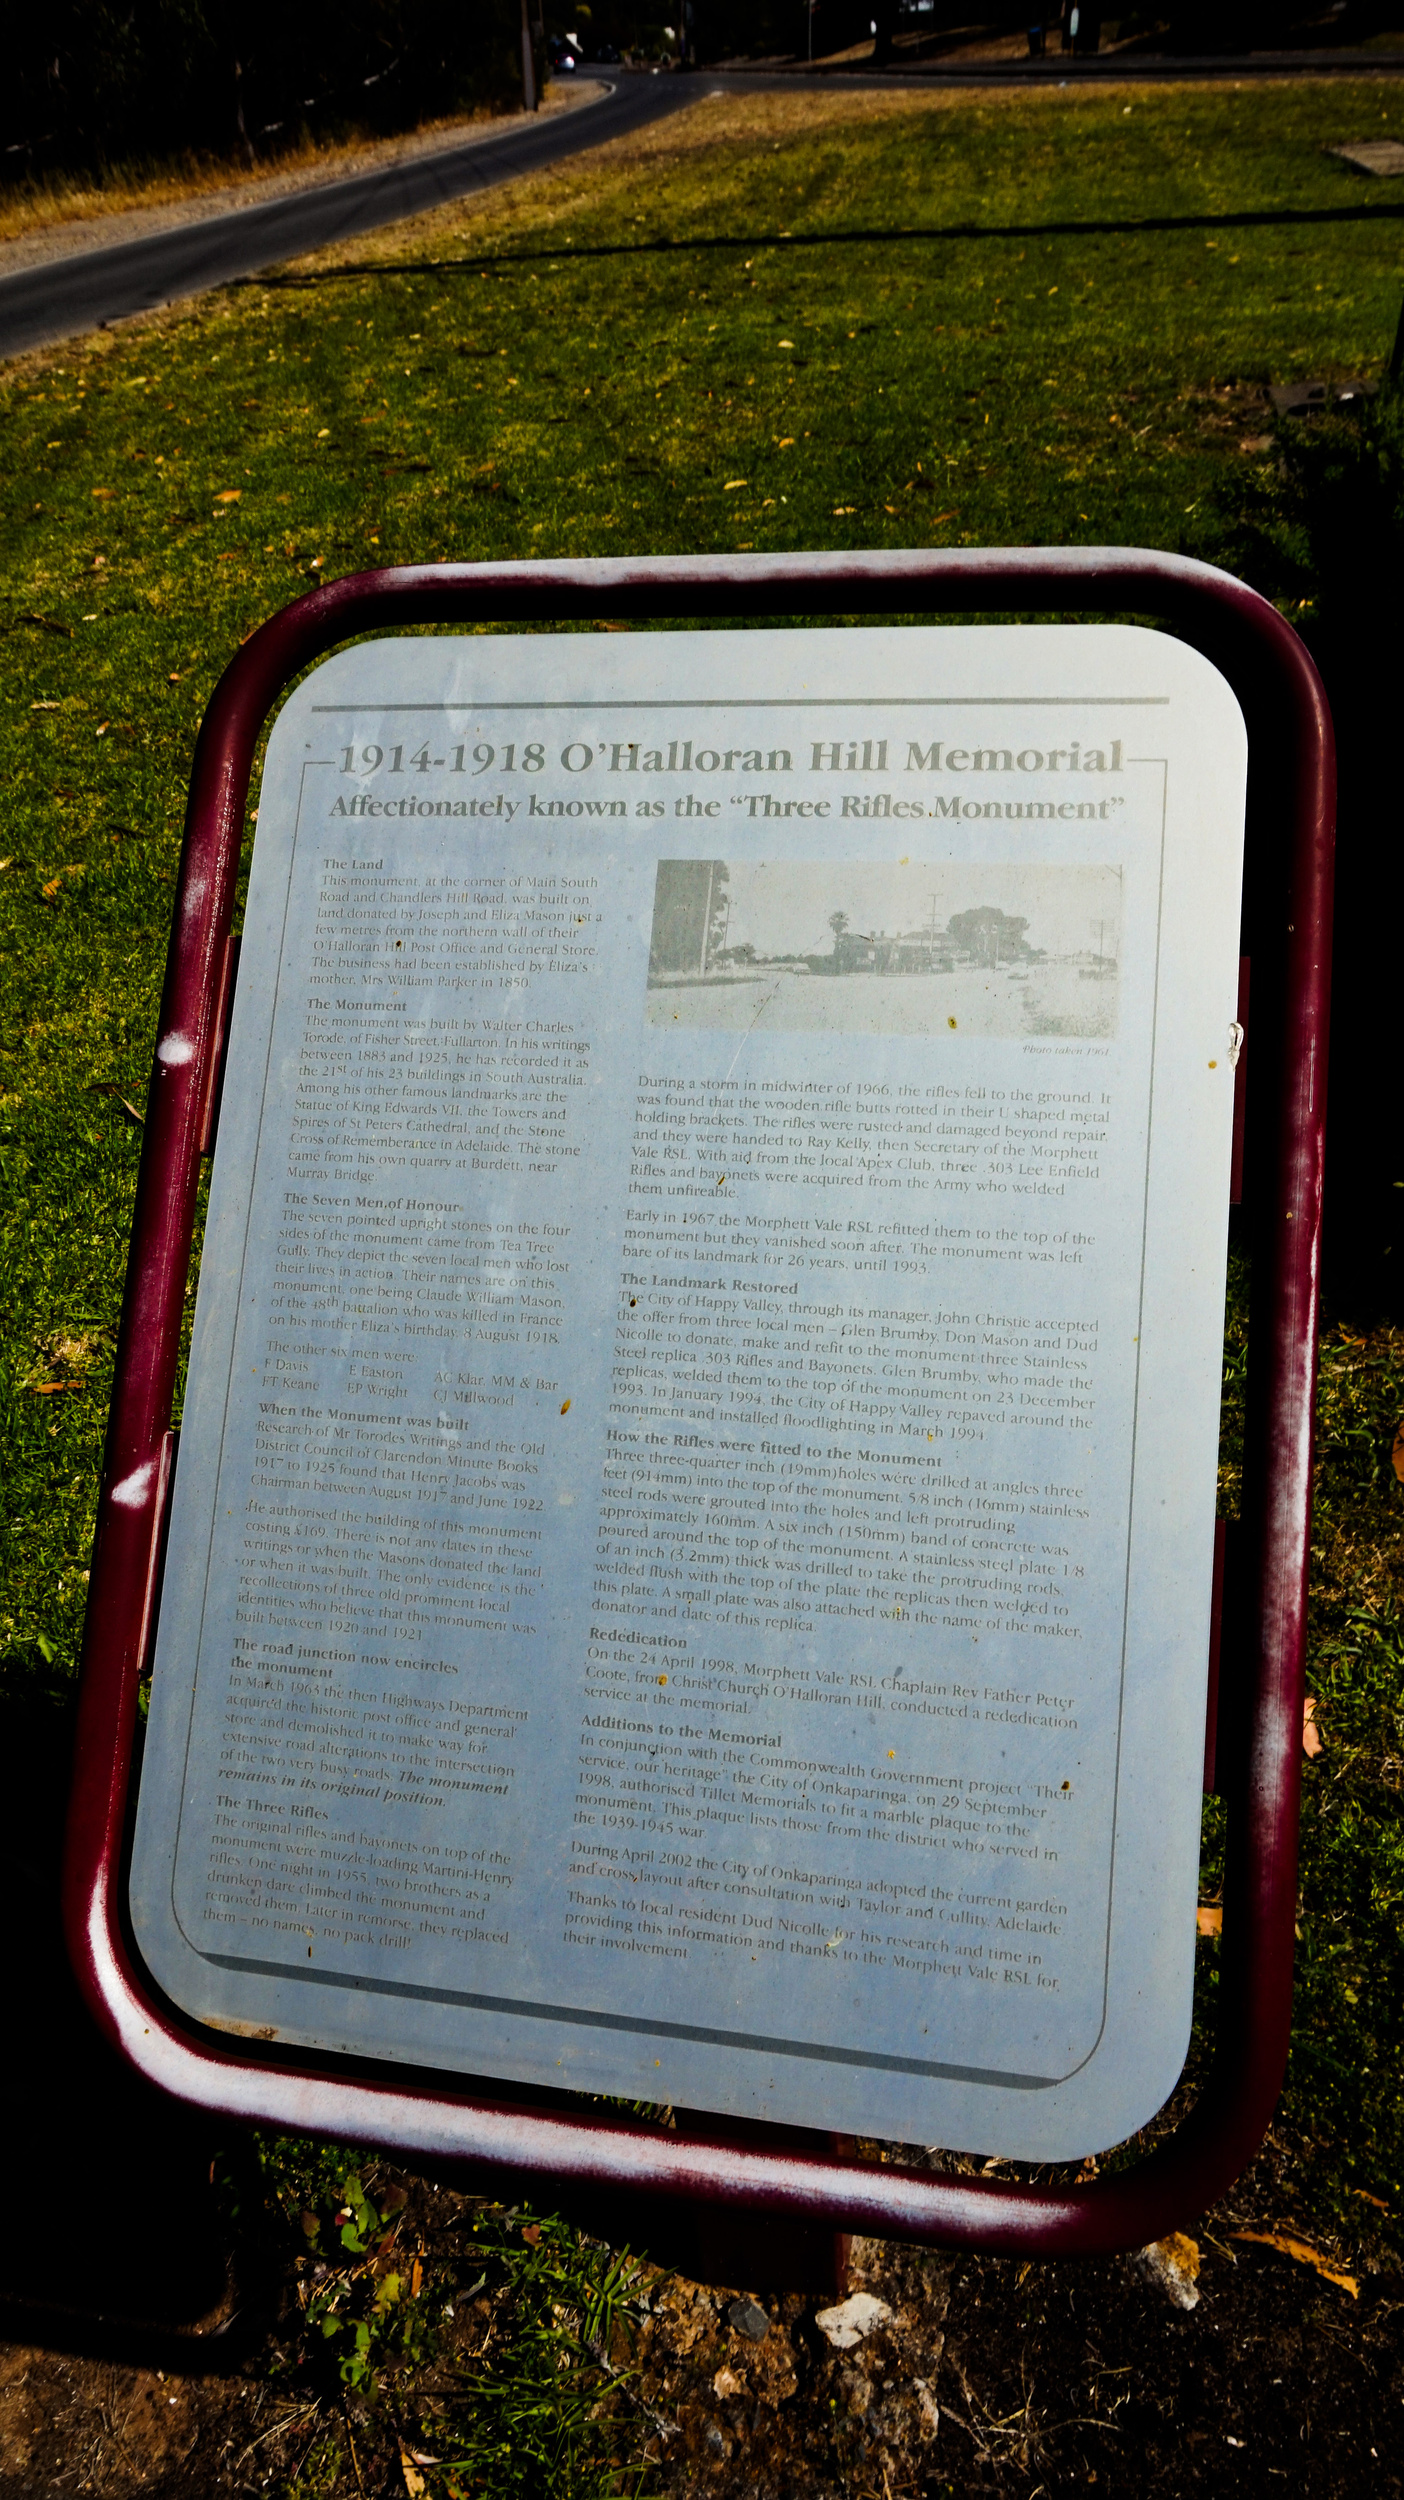 1914-1918 O'Halloran Hill Memorial
Affectionately known as the “Three Rifles Monument”
The Land
This monument, at the corner of Main South
Road and Chandlers Hill Road, was built on
land donated by Joseph and Eliza Mason just a
few metres from the northern wall of their
O'Halloran Hill Post Office and General Store.
The business had been established by Eliza's
mother, Mrs William Parker in 1850.
The Monument
The monument was built by Walter Charles
Torode, of Fisher Street, Fullarton. In his writings
between 1883 and 1925, he has recorded it as
the 21st of his 23 buildings in South Australia.
Among his other famous landmarks are the
Statue of King Edwards VII, the Towers and
Spires of St Peters Cathedral, and the Stone
Cross of Rememberance in Adelaide. The stone
came from his own quarry at Burdett, near
Murray Bridge.
The Seven Men of Honour
The seven pointed upright stones on the four
sides of the monument came from Tea Tree
Gully. They depict the seven local men who lost
their lives in action. Their names are on this
monument, one being Claude William Mason,
of the 48th battalion who was killed in France
on his mother Eliza's birthday, 8 August 1918.
The other six men were:
F Davis E Easton AC Klar, MM & Bar
FT Keane EP Wright CJ Millwood
When the Monument was built
Research of Mr Torodes Writings and the Old
District Council of Clarendon Minute Books
1917 to 1925 found that Henry Jacobs was
Chairman between August 1917 and June 1922.
He authorised the building of this monument
costing £169. There is not any dates in these
writings or when the Masons donated the land
or when it was built. The only evidence is the
recollections of three old prominent local
identities who believe that this monument was
built between 1920 and 1921.
The road junction now encircles
the monument
In March 1963 the then Highways Department
acquired the historic post office and general
store and demolished it to make way for
extensive road alterations to the intersection
of the two very busy roads. The monument
remains in its original position.
The Three Rifles
The original rifles and bayonets on top of the
monument were muzzle-loading Martini-Henry
rifles. One night in 1955, two brothers as a
drunken dare climbed the monument and
removed them. Later in remorse, they replaced
them – no names, no pack drill!
Photo taken 1961
During a storm in midwinter of 1966, the rifles fell to the ground. It
was found that the wooden rifle butts rotted in their U shaped metal
holding brackets. The rifles were rusted and damaged beyond repair,
and they were handed to Ray Kelly, then Secretary of the Morphett
Vale RSL. With aid from the local Apex Club, three .303 Lee Enfield
Rifles and bayonets were acquired from the Army who welded
them unfireable.
Early in 1967 the Morphett Vale RSL refitted them to the top of the
monument but they vanished soon after. The monument was left
bare of its landmark for 26 years, until 1993.
The Landmark Restored
The City of Happy Valley, through its manager, John Christie accepted
the offer from three local men – Glen Brumby, Don Mason and Dud
Nicolle to donate, make and refit to the monument three Stainless
Steel replica .303 Rifles and Bayonets. Glen Brumby, who made the
replicas, welded them to the top of the monument on 23 December
1993. In January 1994, the City of Happy Valley repaved around the
monument and installed floodlighting in March 1994.
How the Rifles were fitted to the Monument
Three three-quarter inch (19mm)holes were drilled at angles three
feet (914mm) into the top of the monument. 5/8 inch (16mm) stainless
steel rods were grouted into the holes and left protruding
approximately 160mm. A six inch (150mm) band of concrete was
poured around the top of the monument. A stainless steel plate 1/8
of an inch (3.2mm) thick was drilled to take the protruding rods,
welded flush with the top of the plate the replicas then welded to
this plate. A small plate was also attached with the name of the maker,
donator and date of this replica.
Rededication
On the 24 April 1998, Morphett Vale RSL Chaplain Rev Father Peter
Coote, from Christ Church O'Halloran Hill, conducted a rededication
service at the memorial.
Additions to the Memorial
In conjunction with the Commonwealth Government project "Their
service, our heritage" the City of Onkaparinga, on 29 September
1998, authorised Tillet Memorials to fit a marble plaque to the
monument. This plaque lists those from the district who served in
the 1939-1945 war.
During April 2002 the City of Onkaparinga adopted the current garden
and cross layout after consultation with Taylor and Cullity, Adelaide.
Thanks to local resident Dud Nicolle for his research and time in
providing this information and thanks to the Morphett Vale RSL for
their involvement.